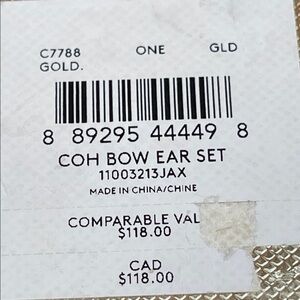 C7788 ONE GLD
GOLD.
8 89295 44449 8
COH BOW EAR SET
11003213JAX
MADE IN CHINA/CHINE
COMPARABLE
$118.00
CAD
$118.00